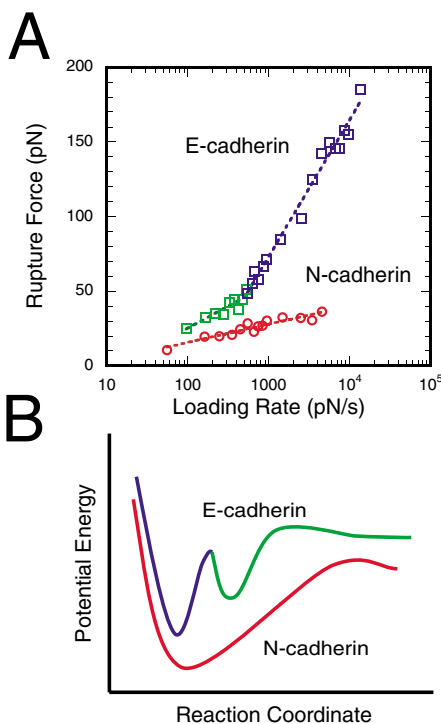 A
200
150
100
50
0
E-cadherin
N-cadherin
Rupture Force (pN)
10 100 1000 10⁴ 10⁵
Loading Rate (pN/s)
B
E-cadherin
N-cadherin
Potential Energy
Reaction Coordinate